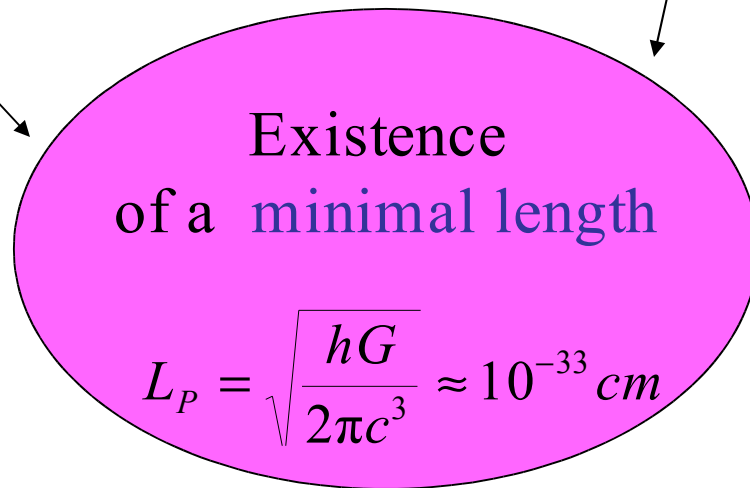 Existence
of a minimal length
L_P = √(hG / 2πc³) ≈ 10⁻³³ cm